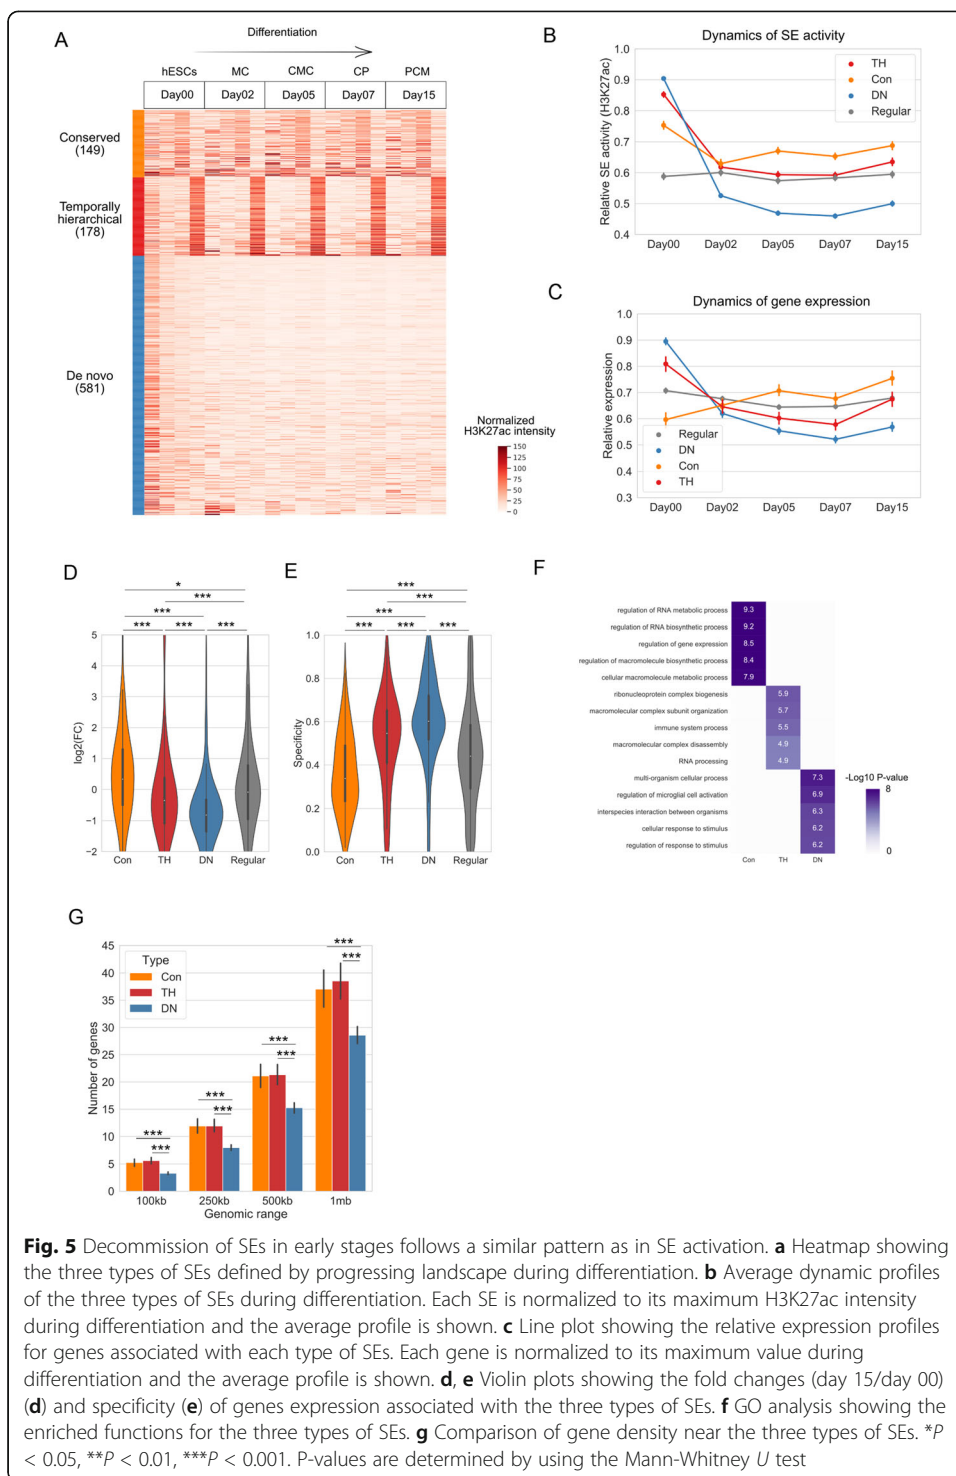 A
Differentiation
hESCs MC CMC CP PCM
Day00 Day02 Day05 Day07 Day15
Conserved
(149)
Temporally
hierarchical
(178)
De novo
(581)
Normalized
H3K27ac intensity
150
125
100
75
50
25
0
B
Dynamics of SE activity
Relative SE activity (H3K27ac)
1.0
0.9
0.8
0.7
0.6
0.5
0.4
TH
Con
DN
Regular
Day00 Day02 Day05 Day07 Day15
C
Dynamics of gene expression
Relative expression
1.0
0.9
0.8
0.7
0.6
0.5
0.4
0.3
Regular
DN
Con
TH
Day00 Day02 Day05 Day07 Day15
D
*
***
***
*** *** ***
log2(FC)
5
4
3
2
1
0
−1
−2
Con TH DN Regular
E
***
***
***
*** *** ***
Specificity
1.0
0.8
0.6
0.4
0.2
0.0
Con TH DN Regular
F
regulation of RNA metabolic process 9.3
regulation of RNA biosynthetic process 9.2
regulation of gene expression 8.5
regulation of macromolecule biosynthetic process 8.4
cellular macromolecule metabolic process 7.9
ribonucleoprotein complex biogenesis 5.9
macromolecular complex subunit organization 5.7
immune system process 5.5
macromolecular complex disassembly 4.9
RNA processing 4.9
multi-organism cellular process 7.3
regulation of microglial cell activation 6.9
interspecies interaction between organisms 6.3
cellular response to stimulus 6.2
regulation of response to stimulus 6.2
Con TH DN
-Log10 P-value
8
0
G
Number of genes
45
40
35
30
25
20
15
10
5
0
Type
Con
TH
DN
***
***
***
***
***
***
***
***
100kb 250kb 500kb 1mb
Genomic range
Fig. 5 Decommission of SEs in early stages follows a similar pattern as in SE activation. a Heatmap showing
the three types of SEs defined by progressing landscape during differentiation. b Average dynamic profiles
of the three types of SEs during differentiation. Each SE is normalized to its maximum H3K27ac intensity
during differentiation and the average profile is shown. c Line plot showing the relative expression profiles
for genes associated with each type of SEs. Each gene is normalized to its maximum value during
differentiation and the average profile is shown. d, e Violin plots showing the fold changes (day 15/day 00)
(d) and specificity (e) of genes expression associated with the three types of SEs. f GO analysis showing the
enriched functions for the three types of SEs. g Comparison of gene density near the three types of SEs. *P
< 0.05, **P < 0.01, ***P < 0.001. P-values are determined by using the Mann-Whitney U test